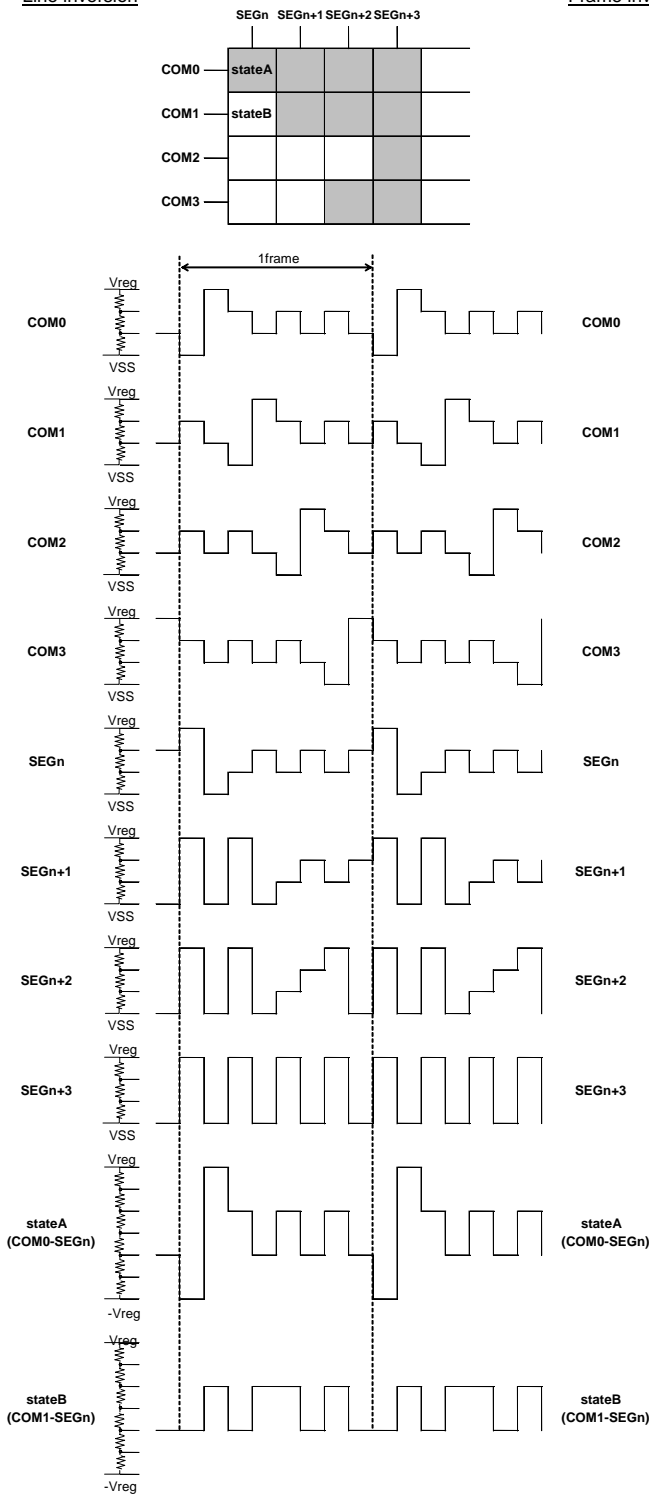 Line inversion
Frame inv
SEGn SEGn+1 SEGn+2 SEGn+3
COM0
stateA
COM1
stateB
COM2
COM3
1frame
Vreg
COM0
COM0
VSS
Vreg
COM1
COM1
VSS
Vreg
COM2
COM2
VSS
Vreg
COM3
COM3
VSS
Vreg
SEGn
SEGn
VSS
Vreg
SEGn+1
SEGn+1
VSS
Vreg
SEGn+2
SEGn+2
VSS
Vreg
SEGn+3
SEGn+3
VSS
Vreg
stateA
(COM0-SEGn)
stateA
(COM0-SEGn)
-Vreg
Vreg
stateB
(COM1-SEGn)
stateB
(COM1-SEGn)
-Vreg